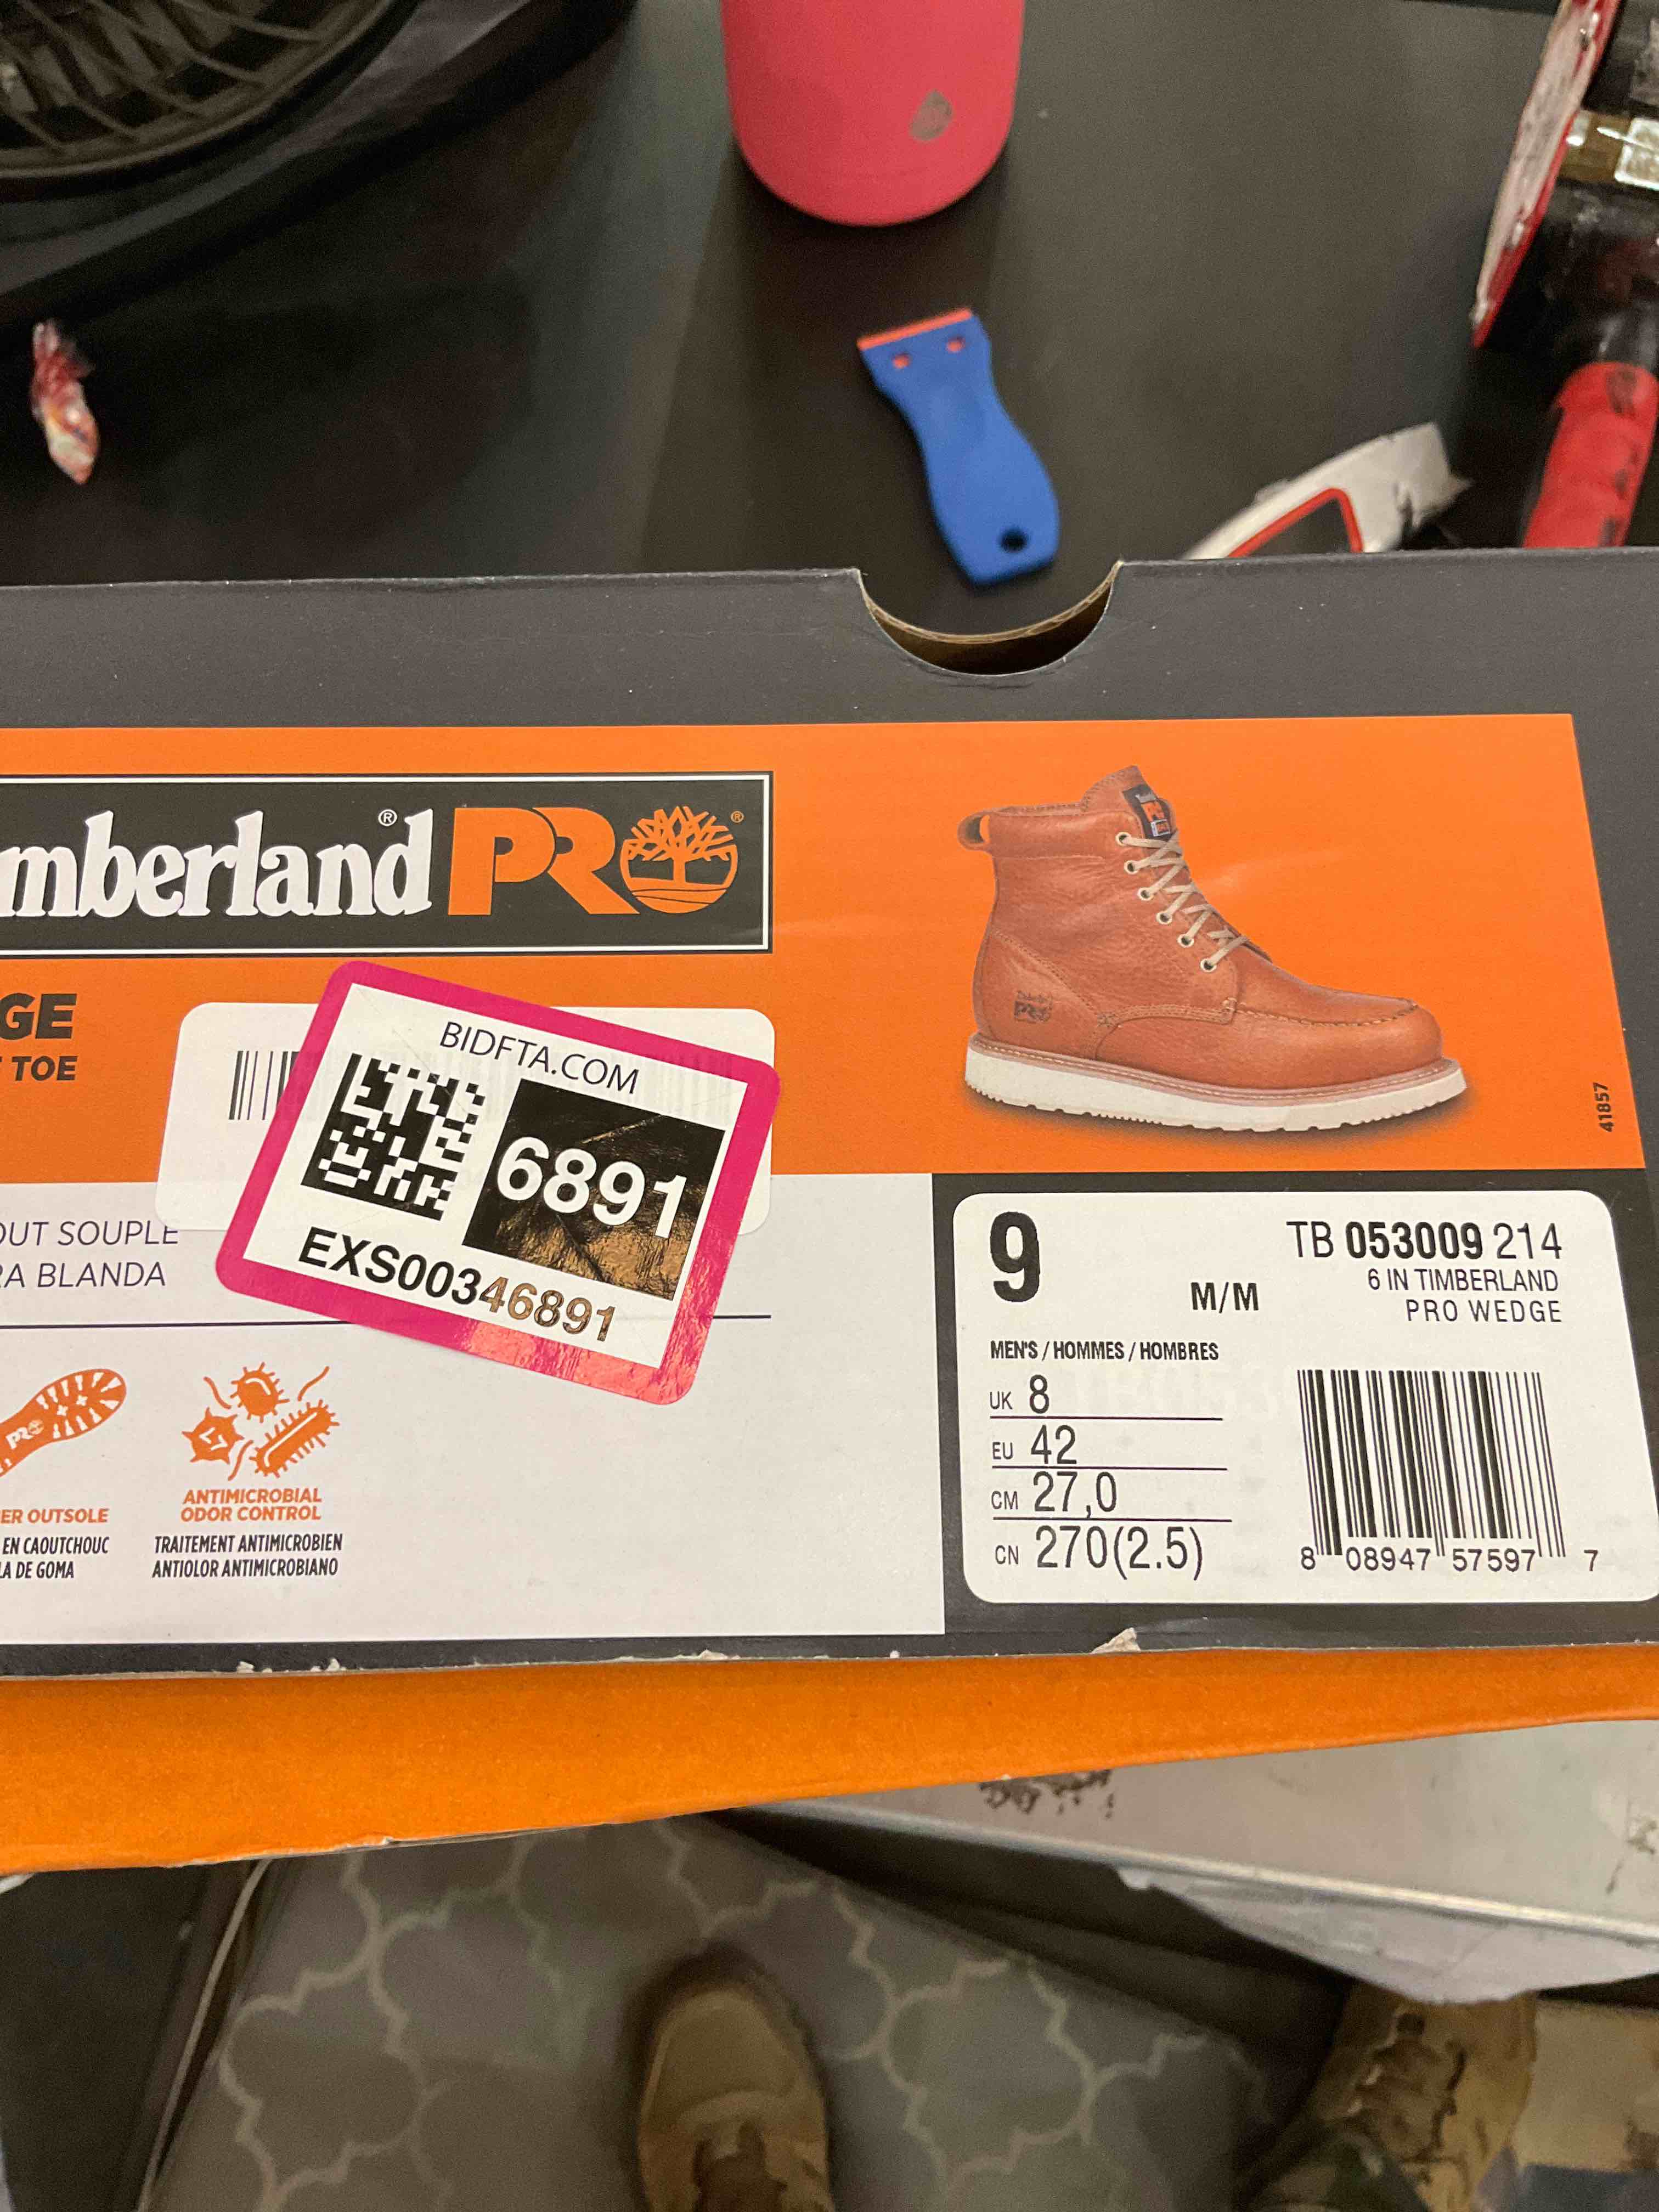 mberland® PRO ®
GE
TOE
OUT SOUPLE
RA BLANDA
BIDFTA.COM
6891
EXS00346891
ER OUTSOLE
EN CAOUTCHOUC
LA DE GOMA
ANTIMICROBIAL
ODOR CONTROL
TRAITEMENT ANTIMICROBIEN
ANTIOLOR ANTIMICROBIANO
PRO
41857
9
M/M
TB 053009 214
6 IN TIMBERLAND
PRO WEDGE
MEN'S / HOMMES / HOMBRES
UK 8
EU 42
CM 27,0
CN 270(2.5)
8 08947 57597 7